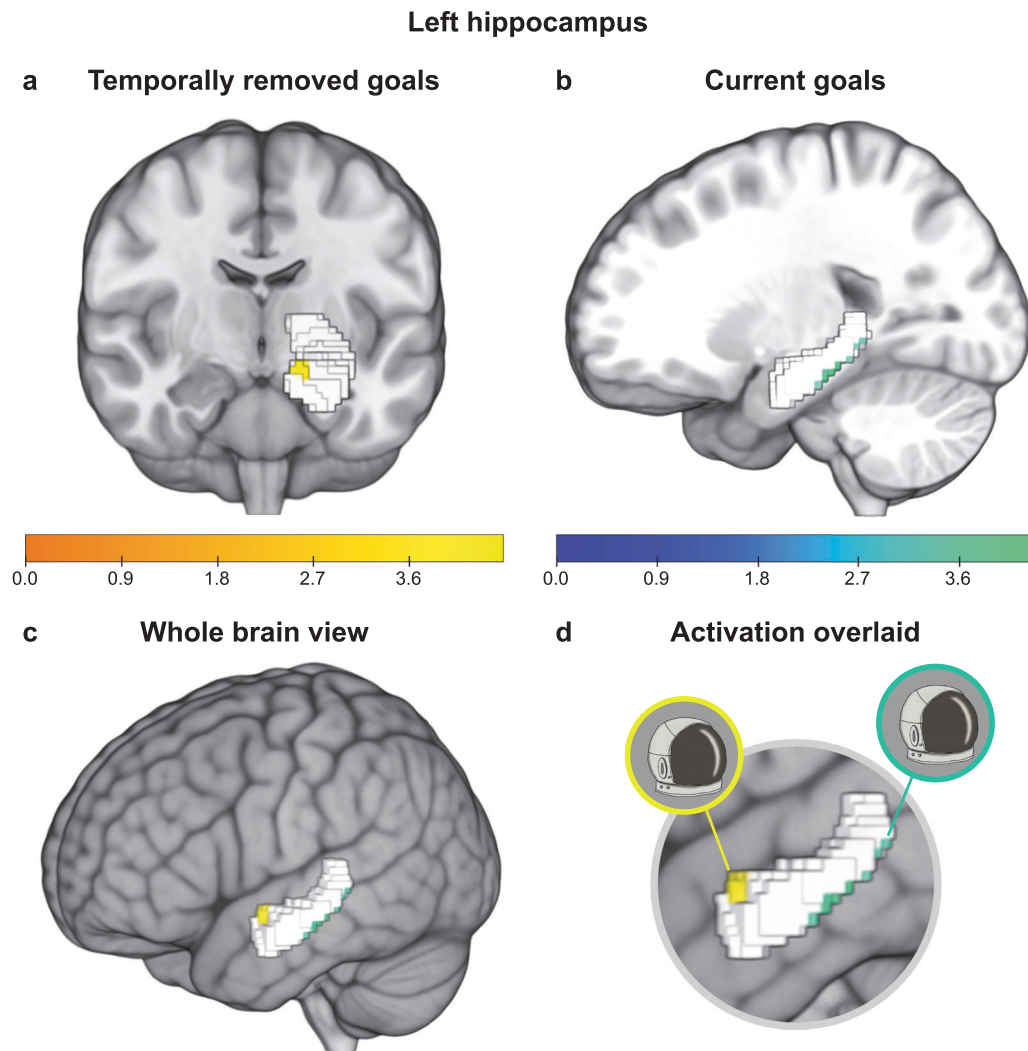 Left hippocampus
a Temporally removed goals
b Current goals
0.0 0.9 1.8 2.7 3.6
0.0 0.9 1.8 2.7 3.6
c Whole brain view
d Activation overlaid